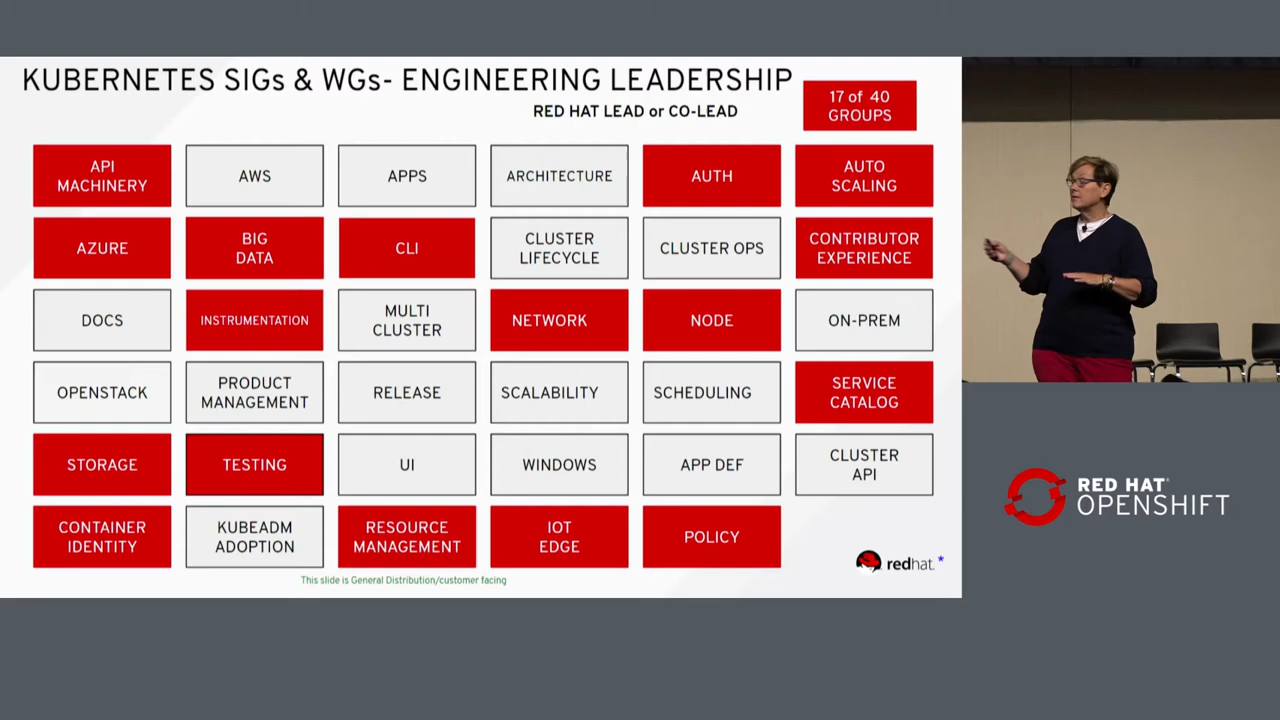 KUBERNETES SIGs & WGs- ENGINEERING LEADERSHIP
RED HAT LEAD or CO-LEAD
17 of 40
GROUPS
API
MACHINERY
AWS
APPS
ARCHITECTURE
AUTH
AUTO
SCALING
AZURE
BIG
DATA
CLI
CLUSTER
LIFECYCLE
CLUSTER OPS
CONTRIBUTOR
EXPERIENCE
DOCS
INSTRUMENTATION
MULTI
CLUSTER
NETWORK
NODE
ON-PREM
OPENSTACK
PRODUCT
MANAGEMENT
RELEASE
SCALABILITY
SCHEDULING
SERVICE
CATALOG
STORAGE
TESTING
UI
WINDOWS
APP DEF
CLUSTER
API
CONTAINER
IDENTITY
KUBEADM
ADOPTION
RESOURCE
MANAGEMENT
IOT
EDGE
POLICY
redhat. *
This slide is General Distribution/customer facing
RED HAT®
OPENSHIFT